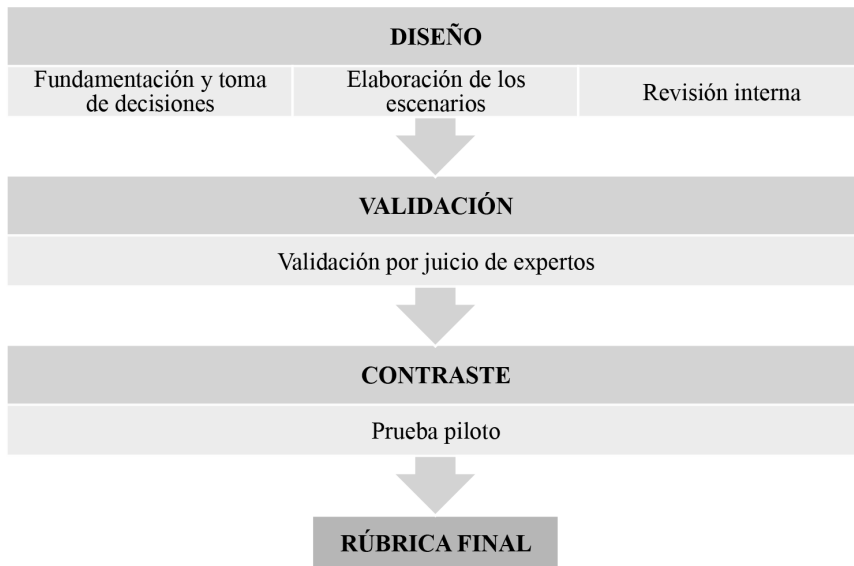 DISEÑO
Fundamentación y toma
de decisiones
Elaboración de los
escenarios
Revisión interna
VALIDACIÓN
Validación por juicio de expertos
CONTRASTE
Prueba piloto
RÚBRICA FINAL